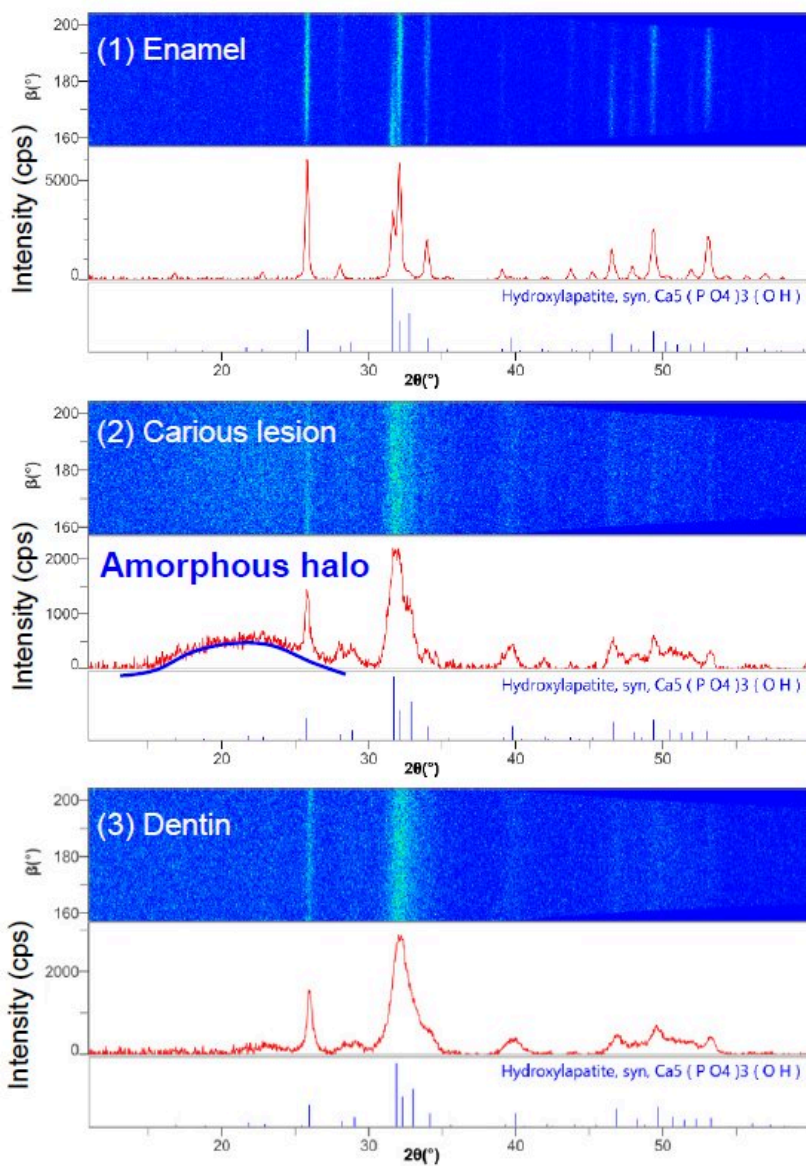 200
(1) Enamel
β(°)
180
160
Intensity (cps)
5000
0
Hydroxylapatite, syn, Ca5 ( P O4 )3 ( O H )
20 30 40 50
2θ(°)
200
(2) Carious lesion
β(°)
180
160
Intensity (cps)
2000
Amorphous halo
1000
0
Hydroxylapatite, syn, Ca5 ( P O4 )3 ( O H )
20 30 40 50
2θ(°)
200
(3) Dentin
β(°)
180
160
Intensity (cps)
2000
0
Hydroxylapatite, syn, Ca5 ( P O4 )3 ( O H )
20 30 40 50
2θ(°)